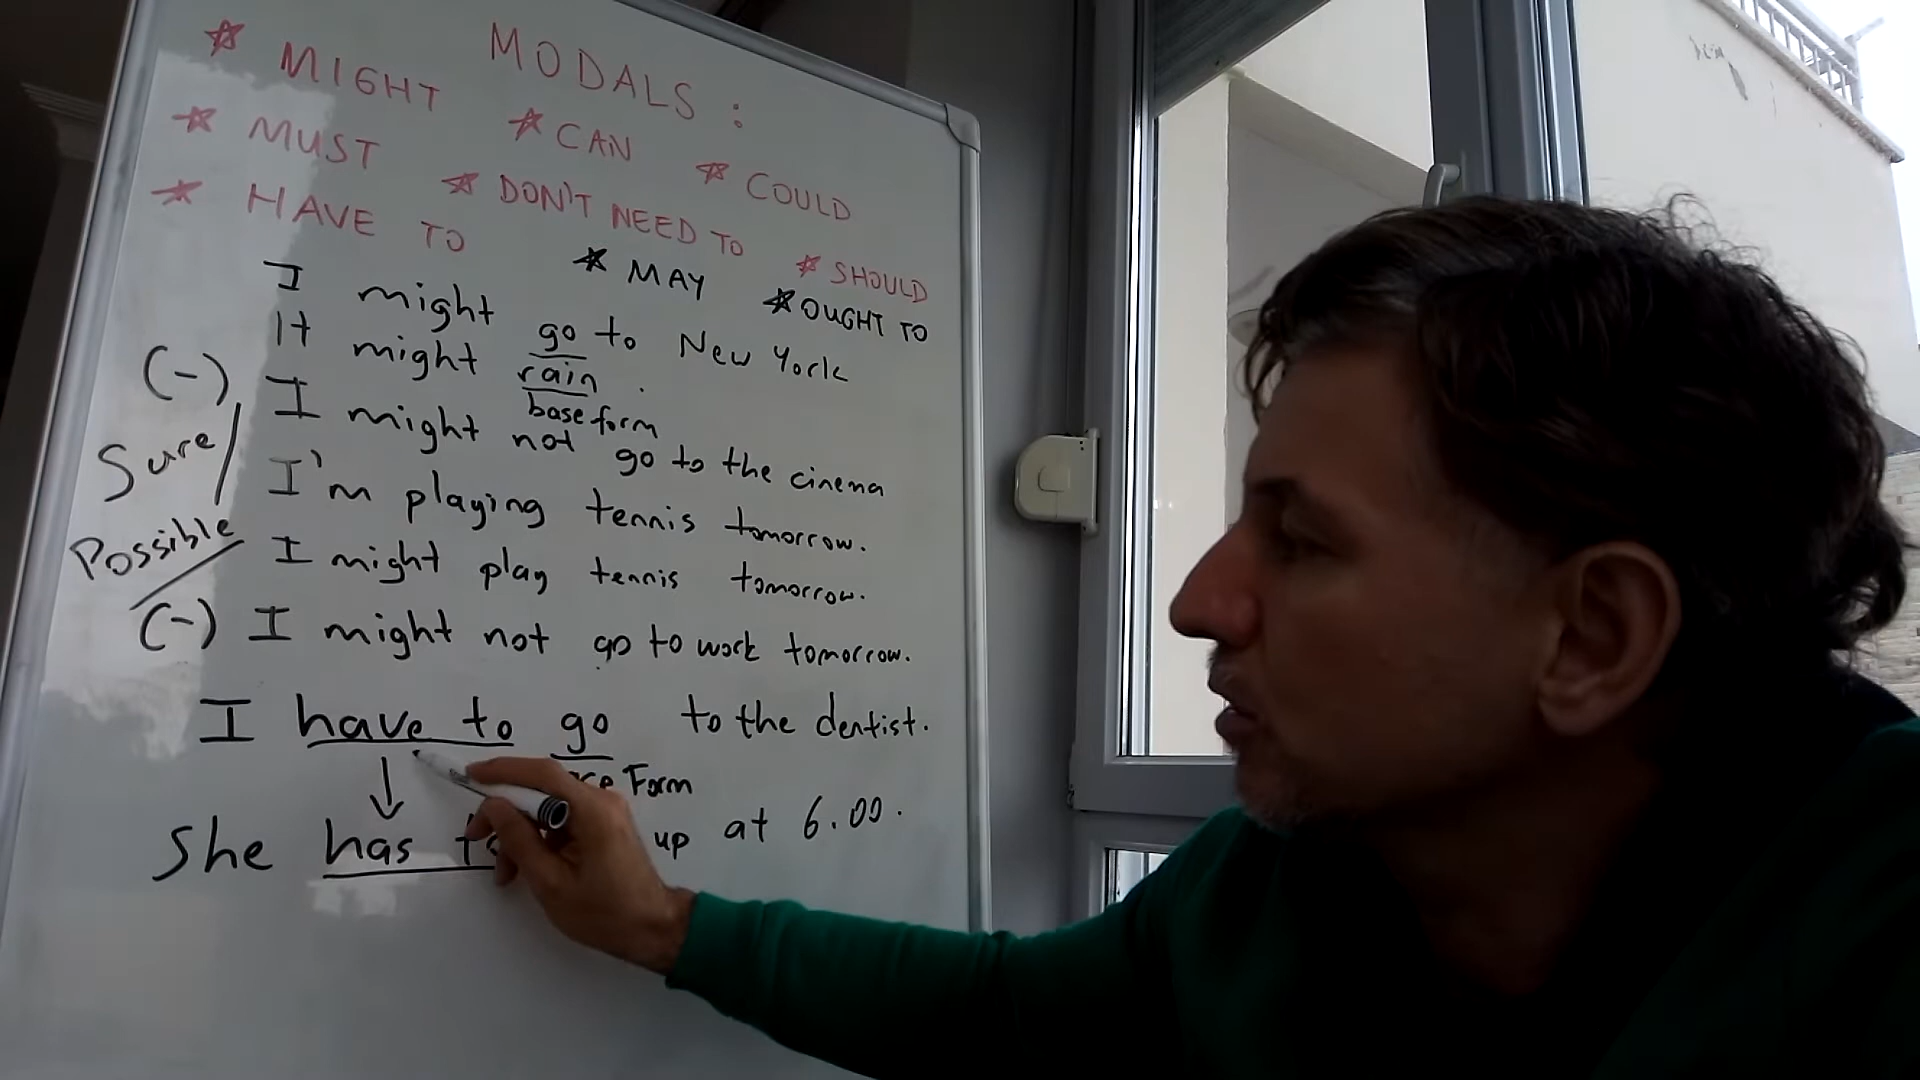 MODALS:
* MIGHT
* MUST * CAN * COULD
* HAVE TO * DON'T NEED TO * SHOULD
* MAY * OUGHT TO
I might go to New York
It might rain.
base form
(-) I might not go to the cinema
Sure / I'm playing tennis tomorrow.
Possible / I might play tennis tomorrow.
(-) I might not go to work tomorrow.
I have to go to the dentist.
Form
She has up at 6.00.